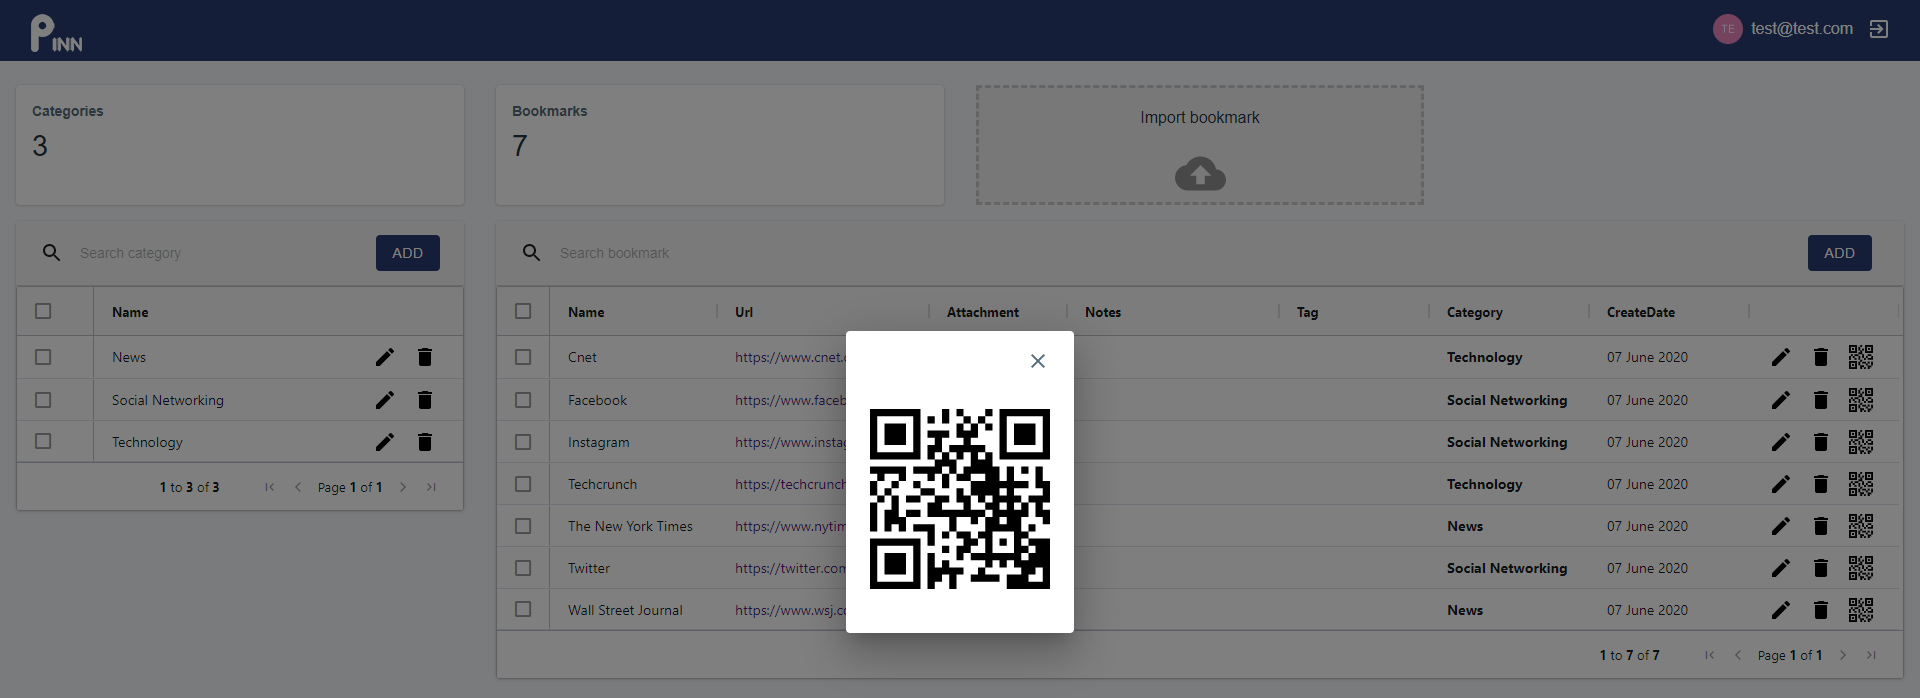 PINN
TE test@test.com
Categories
3
Bookmarks
7
Import bookmark
Search category ADD
Name
News
Social Networking
Technology
1 to 3 of 3 Page 1 of 1
Search bookmark ADD
Name Url Attachment Notes Tag Category CreateDate
Cnet https://www.cnet. Technology 07 June 2020
Facebook https://www.faceb Social Networking 07 June 2020
Instagram https://www.insta Social Networking 07 June 2020
Techcrunch https://techcrunch Technology 07 June 2020
The New York Times https://www.nytim News 07 June 2020
Twitter https://twitter.com Social Networking 07 June 2020
Wall Street Journal https://www.wsj.c News 07 June 2020
1 to 7 of 7 Page 1 of 1